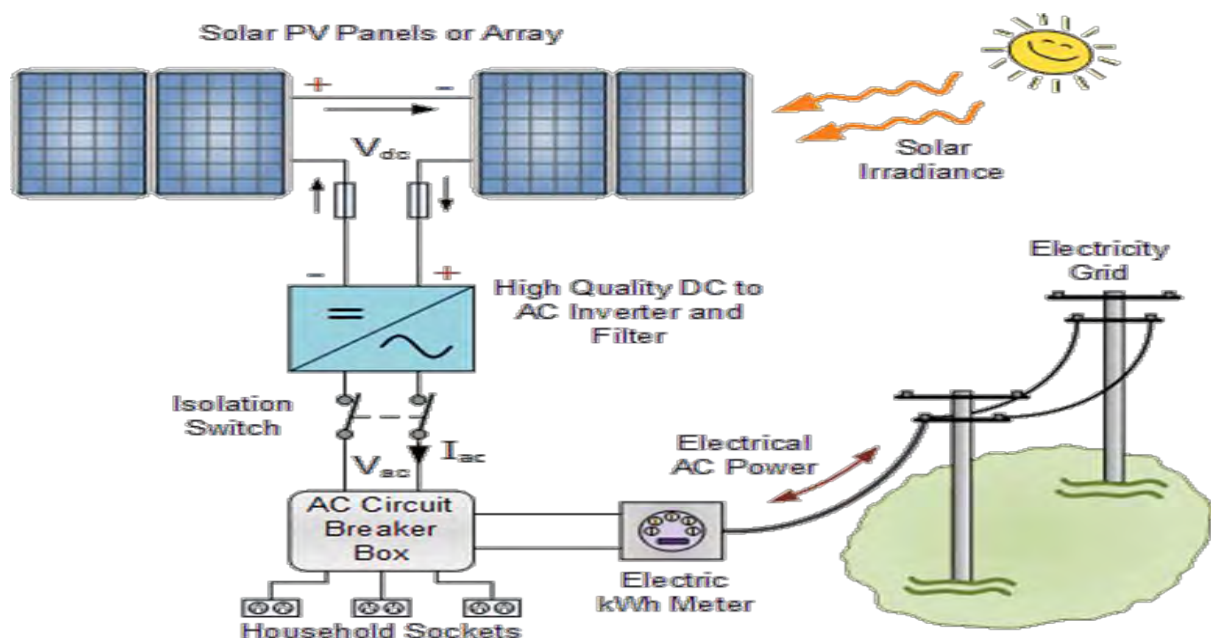 Solar PV Panels or Array
+
-
Vdc
Solar
Irradiance
Electricity
Grid
-
+
High Quality DC to
AC Inverter and
Filter
Isolation
Switch
Iac
Vac
Electrical
AC Power
AC Circuit
Breaker
Box
Electric
kWh Meter
Household Sockets